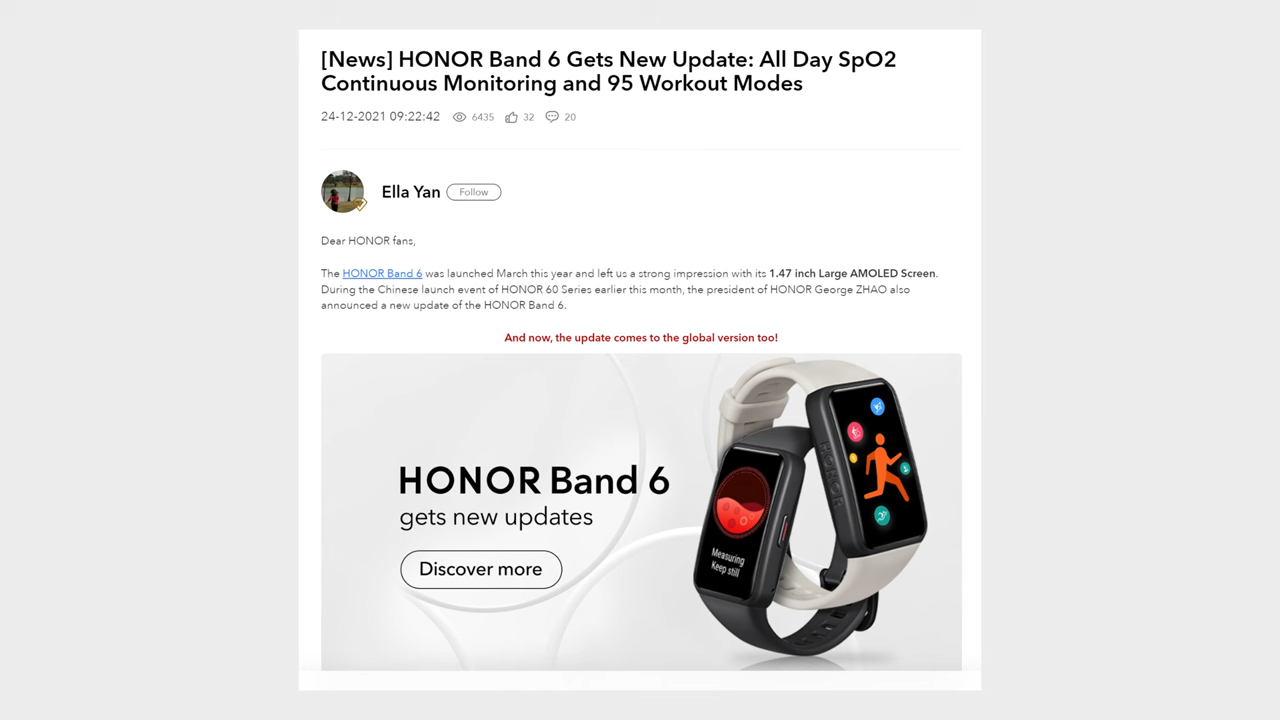 [News] HONOR Band 6 Gets New Update: All Day SpO2
Continuous Monitoring and 95 Workout Modes
24-12-2021 09:22:42 6435 32 20
Ella Yan Follow
Dear HONOR fans,
The HONOR Band 6 was launched March this year and left us a strong impression with its 1.47 inch Large AMOLED Screen.
During the Chinese launch event of HONOR 60 Series earlier this month, the president of HONOR George ZHAO also
announced a new update of the HONOR Band 6.
And now, the update comes to the global version too!
HONOR Band 6
gets new updates
Discover more
Measuring
Keep still
HONOR